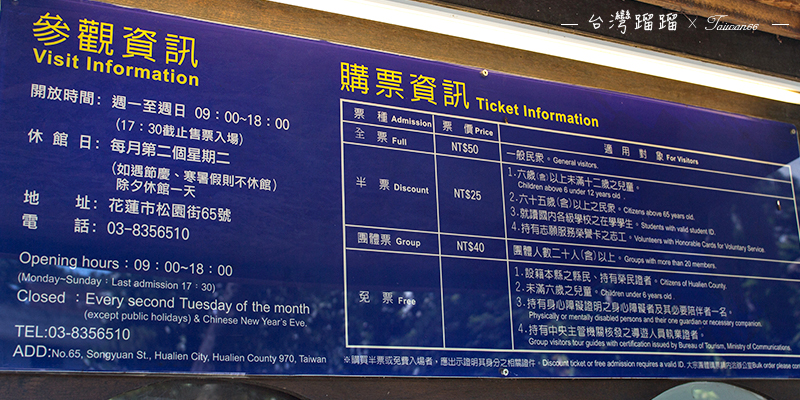 台灣蹓蹓 × Taiwan66
參觀資訊
Visit Information
開放時間：週一至週日 09：00~18：00
(17：30截止售票入場)
休館日：每月第二個星期二
(如遇節慶、寒暑假則不休館)
除夕休館一天
地址：花蓮市松園街65號
電話：03-8356510
Opening hours：09：00~18：00
(Monday~Sunday：Last admission 17：30)
Closed ：Every second Tuesday of the month
(except public holidays) & Chinese New Year's Eve.
TEL:03-8356510
ADD:No.65, Songyuan St., Hualien City, Hualien County 970, Taiwan
購票資訊 Ticket Information
票種 Admission 票價 Price 適用對象 For Visitors
全票 Full NT$50 一般民衆。General visitors.
半票 Discount NT$25 1.六歲(含)以上未滿十二歲之兒童。
Children above 6 under 12 years old .
2.六十五歲(含)以上之民衆。Citizens above 65 years old.
3.就讀國內各級學校之在學學生。Students with valid student ID.
4.持有志願服務榮譽卡之志工。Volunteers with Honorable Cards for Voluntary Service.
團體票 Group NT$40 團體人數二十人(含)以上。Groups with more than 20 members.
免票 Free 1.設籍本縣之縣民、持有榮民證者。Citizens of Hualien County.
2.未滿六歲之兒童。Children under 6 years old .
3.持有身心障礙證明之身心障礙者及其必要陪伴者一名。
Physically or mentally disabled persons and their one guardian or necessary companion.
4.持有中央主管機關核發之導遊人員執業證者。
Group visitors tour guides with certification issued by Bureau of Tourism, Ministry of Communications.
※購買半票或免費入場者，應出示證明其身分之相關證件。Discount ticket or free admission requires a valid ID.